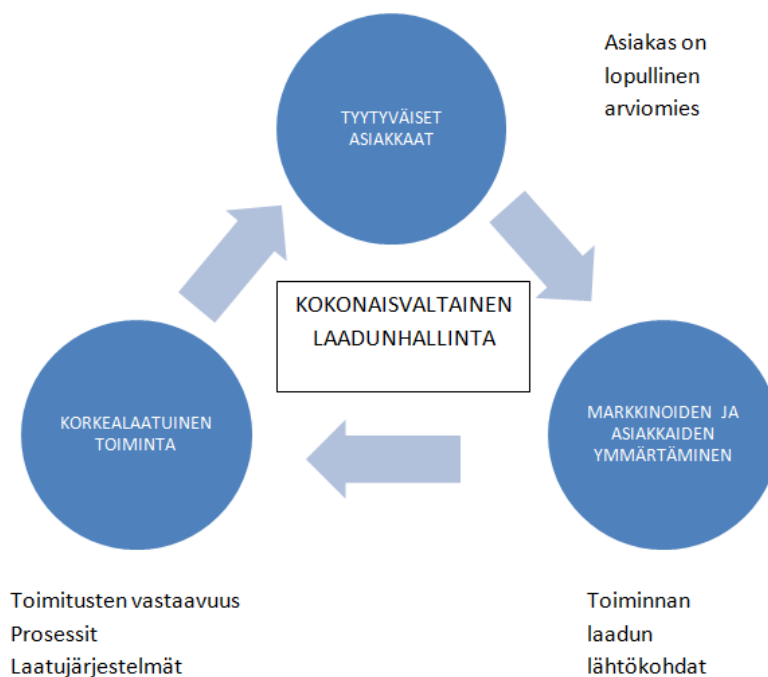 TYYTYVÄISET
ASIAKKAAT
Asiakas on
lopullinen
arviomies
KOKONAISVALTAINEN
LAADUNHALLINTA
KORKEALAATUINEN
TOIMINTA
MARKKINOIDEN JA
ASIAKKAIDEN
YMMÄRTÄMINEN
Toimitusten vastaavuus
Prosessit
Laatujärjestelmät
Toiminnan
laadun
lähtökohdat